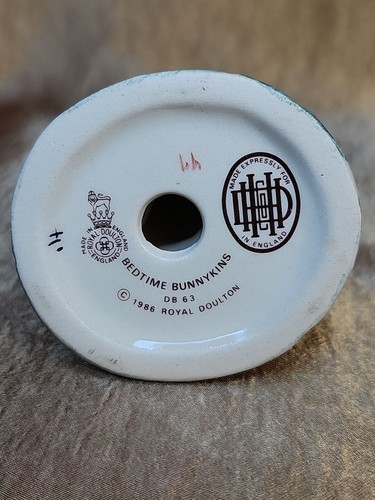 MADE EXPRESSLY FOR
IN ENGLAND
MADE IN ENGLAND
ROYAL DOULTON
ENGLAND
BEDTIME BUNNYKINS
DB 63
© 1986 ROYAL DOULTON